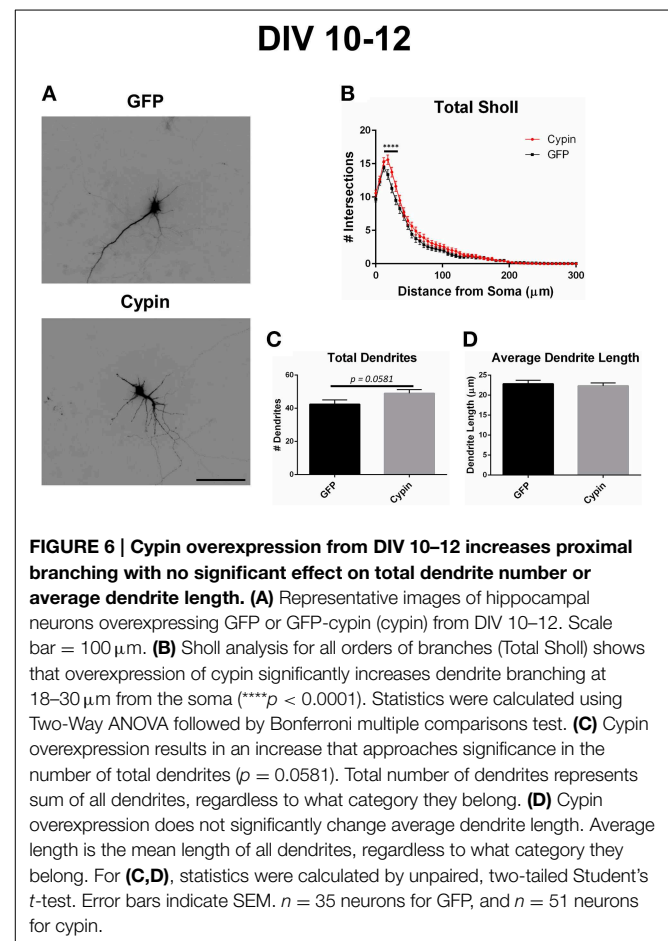 DIV 10-12
A
GFP
Cypin
B
Total Sholl
# Intersections
20
15
10
5
0
****
Cypin
GFP
0
100
200
300
Distance from Soma (μm)
C
Total Dendrites
# Dendrites
60
40
20
0
p = 0.0581
GFP
Cypin
D
Average Dendrite Length
Dendrite Length (μm)
25
20
15
10
5
0
GFP
Cypin
FIGURE 6 | Cypin overexpression from DIV 10–12 increases proximal
branching with no significant effect on total dendrite number or
average dendrite length. (A) Representative images of hippocampal
neurons overexpressing GFP or GFP-cypin (cypin) from DIV 10–12. Scale
bar = 100 μm. (B) Sholl analysis for all orders of branches (Total Sholl) shows
that overexpression of cypin significantly increases dendrite branching at
18–30 μm from the soma (****p < 0.0001). Statistics were calculated using
Two-Way ANOVA followed by Bonferroni multiple comparisons test. (C) Cypin
overexpression results in an increase that approaches significance in the
number of total dendrites (p = 0.0581). Total number of dendrites represents
sum of all dendrites, regardless to what category they belong. (D) Cypin
overexpression does not significantly change average dendrite length. Average
length is the mean length of all dendrites, regardless to what category they
belong. For (C,D), statistics were calculated by unpaired, two-tailed Student's
t-test. Error bars indicate SEM. n = 35 neurons for GFP, and n = 51 neurons
for cypin.